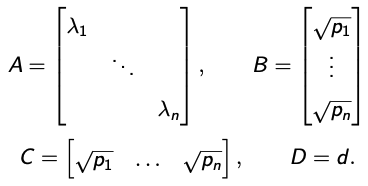 A = [λ₁ ⋱ λₙ], B = [√p₁ ⋮ √pₙ]
C = [√p₁ … √pₙ], D = d.